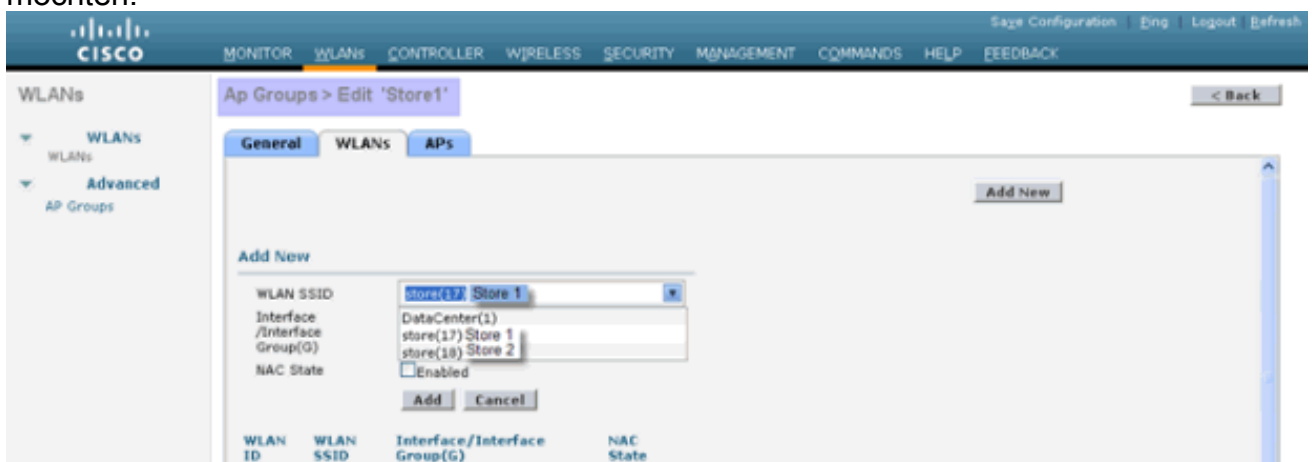 möchten.
Save Configuration | Ping | Logout | Refresh
CISCO
MONITOR WLANs CONTROLLER WIRELESS SECURITY MANAGEMENT COMMANDS HELP FEEDBACK
WLANs
Ap Groups > Edit 'Store1'
< Back
WLANs
WLANs
Advanced
AP Groups
General WLANs APs
Add New
Add New
WLAN SSID store(17) Store 1
Interface
/Interface
Group(G)
DataCenter(1)
store(17) Store 1
store(18) Store 2
NAC State Enabled
Add Cancel
WLAN
ID
WLAN
SSID
Interface/Interface
Group(G)
NAC
State